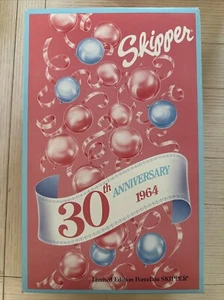 Skipper
30th ANNIVERSARY
1964
Limited Edition Porcelain SKIPPER®